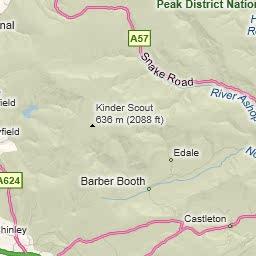 Peak District Nation
A57
Snake Road
River Ashop
Kinder Scout
636 m (2088 ft)
Edale
Barber Booth
A624
Castleton